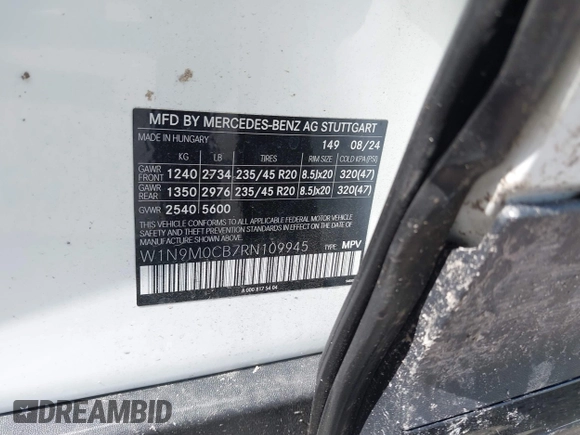 MFD BY MERCEDES-BENZ AG STUTTGART
MADE IN HUNGARY 149 08/24
KG LB TIRES RIM SIZE COLD KPA (PSI)
GAWR FRONT 1240 2734 235/45 R20 8.5Jx20 320(47)
GAWR REAR 1350 2976 235/45 R20 8.5Jx20 320(47)
GVWR 2540 5600
THIS VEHICLE CONFORMS TO ALL APPLICABLE FEDERAL MOTOR VEHICLE
SAFETY, BUMPER, AND THEFT PREVENTION STANDARDS IN EFFECT
ON THE DATE OF MANUFACTURE SHOWN ABOVE.
W1N9M0CB7RN109945 TYPE: MPV
A 000 817 54 04
DREAMBID